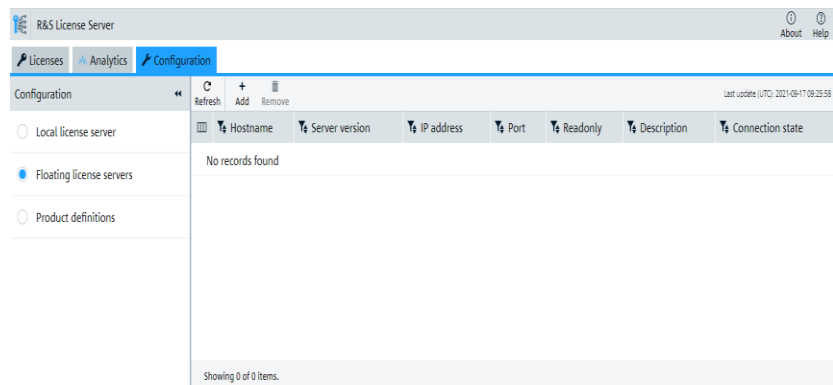 R&S License Server
About Help
Licenses Analytics Configuration
Configuration
Refresh Add Remove
Last update (UTC): 2021-09-17 09:25:58
Hostname Server version IP address Port Readonly Description Connection state
Local license server
No records found
Floating license servers
Product definitions
Showing 0 of 0 items.